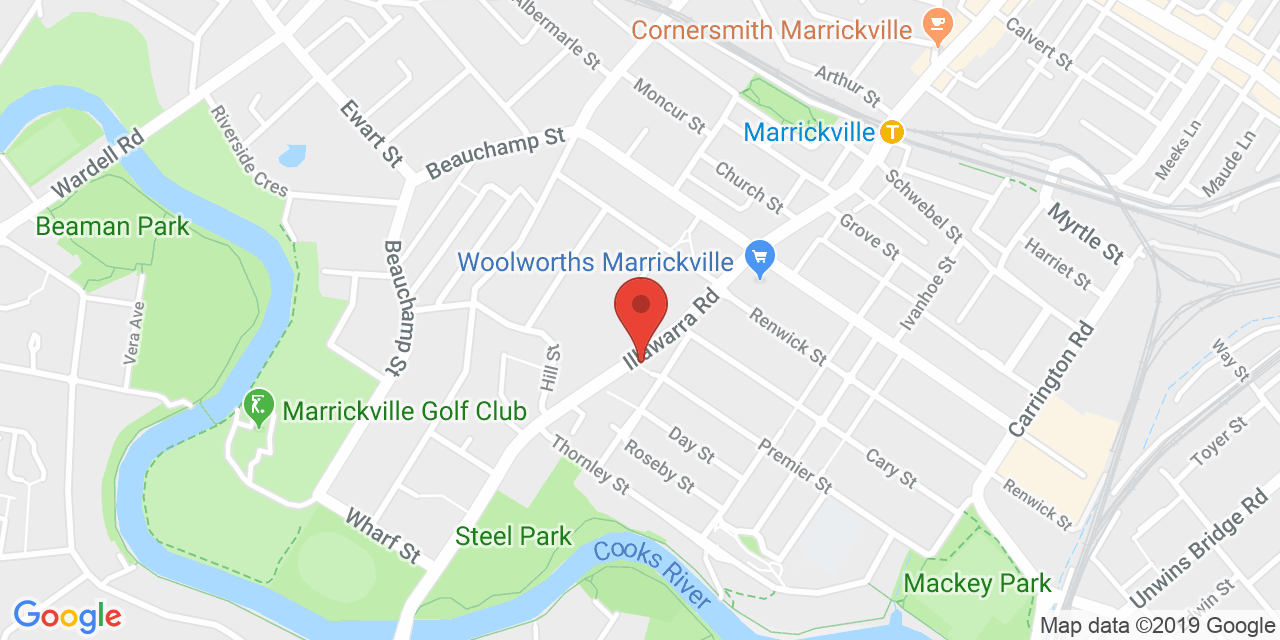 Cornersmith Marrickville
Calvert St
Albermarle St
Arthur St
Moncur St
Marrickville
T
Meeks Ln
Maude Ln
Ewart St
Beauchamp St
Riverside Cres
Wardell Rd
Church St
Schwebel St
Myrtle St
Beaman Park
Grove St
Harriet St
Woolworths Marrickville
Beauchamp St
Ivanhoe St
Illawarra Rd
Renwick St
Vera Ave
Hill St
Carrington Rd
Way St
Marrickville Golf Club
Toyer St
Day St
Premier St
Cary St
Roseby St
Thornley St
Renwick St
Wharf St
Steel Park
Cooks River
Unwins Bridge Rd
Mackey Park
Google
Map data ©2019 Google